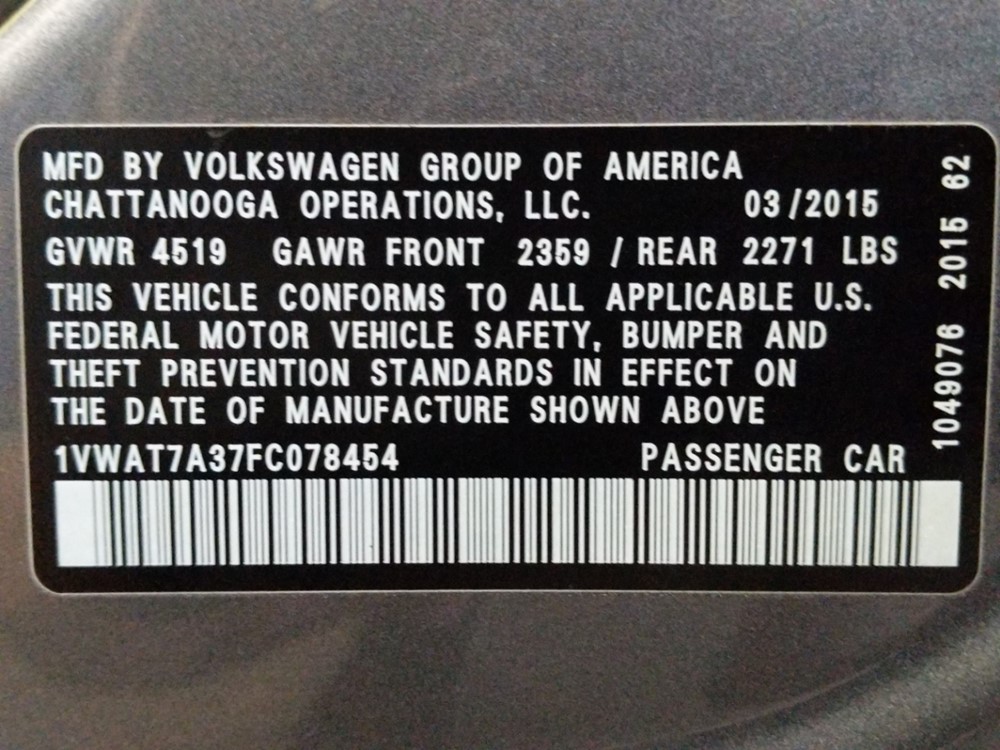 MFD BY VOLKSWAGEN GROUP OF AMERICA
CHATTANOOGA OPERATIONS, LLC. 03/2015
GVWR 4519 GAWR FRONT 2359 / REAR 2271 LBS
THIS VEHICLE CONFORMS TO ALL APPLICABLE U.S.
FEDERAL MOTOR VEHICLE SAFETY, BUMPER AND
THEFT PREVENTION STANDARDS IN EFFECT ON
THE DATE OF MANUFACTURE SHOWN ABOVE
1VWAT7A37FC078454 PASSENGER CAR
1049076 2015 62